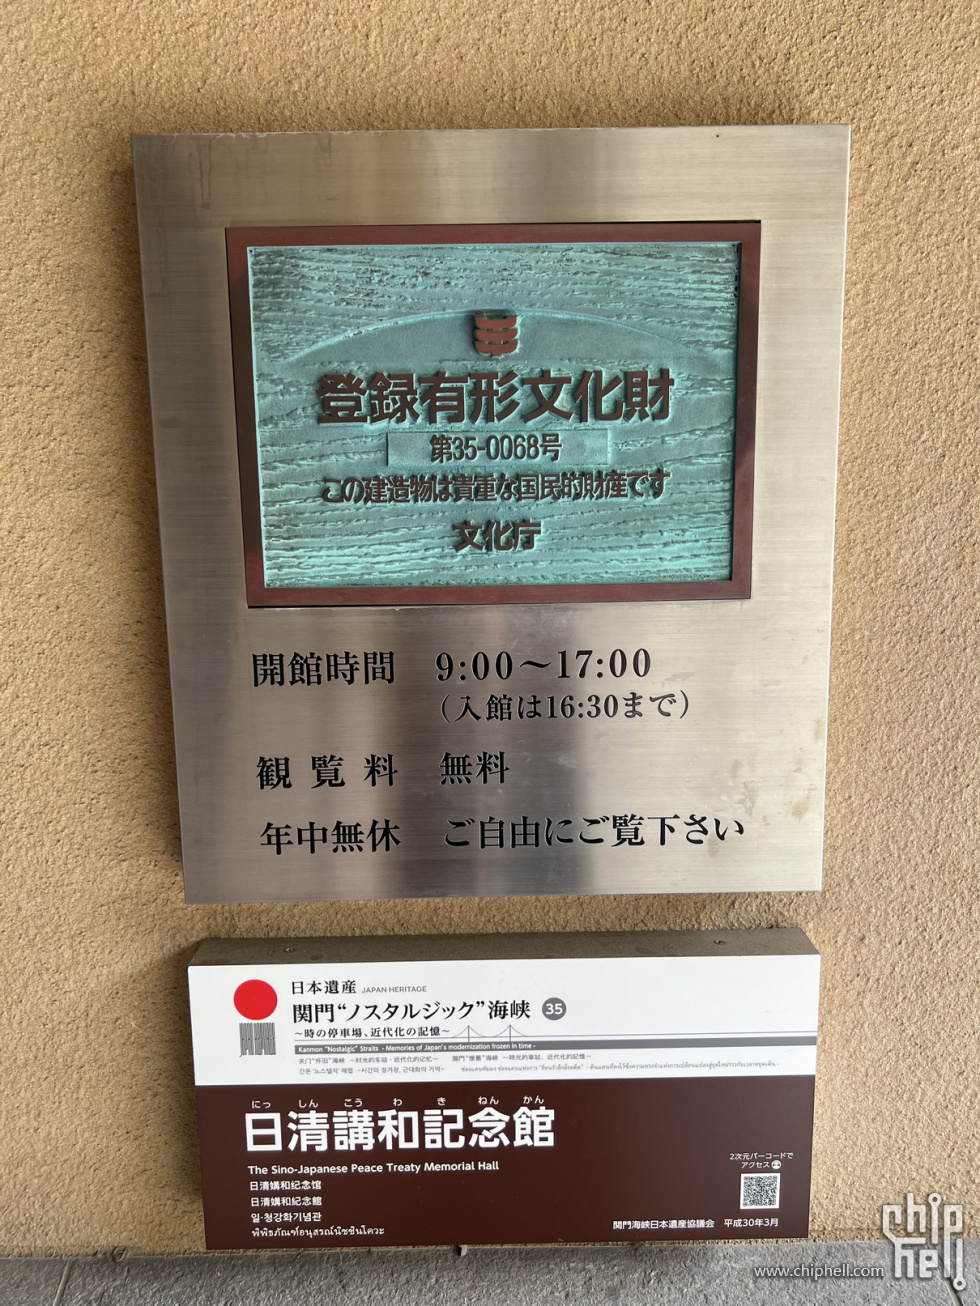 登録有形文化財
第35-0068号
この建造物は貴重な国民的財産です
文化庁
開館時間 9:00～17:00
（入館は16:30まで）
観覧料 無料
年中無休 ご自由にご覧下さい
日本遺産 JAPAN HERITAGE
関門“ノスタルジック”海峡 35
～時の停車場、近代化の記憶～
Kanmon "Nostalgic" Straits - Memories of Japan's modernization frozen in time -
关门“怀旧”海峡 ～时光的车站、近代化的记忆～ 關門“懷舊”海峽 ～時光的車站、近代化的記憶～
간몬 '노스탤직' 해협 ~시간의 정거장, 근대화의 기억~
にっ しん こう わ き ねん かん
日清講和記念館
The Sino-Japanese Peace Treaty Memorial Hall
日清媾和纪念馆
日清媾和紀念館
일·청강화기념관
พิพิธภัณฑ์อนุสรณ์นิชชินโควะ
2次元バーコードで
アクセス
関門海峡日本遺産協議会 平成30年3月
www.chiphell.com
chip
hell